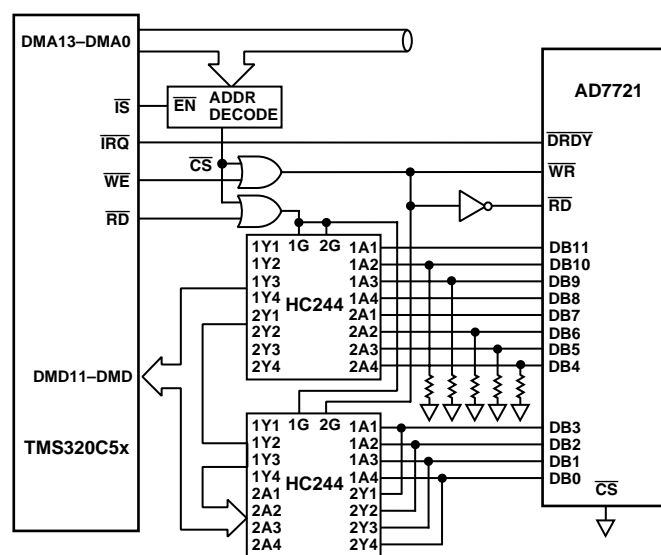 DMA13–DMA0
IS
IRQ
WE
RD
DMD11–DMD
TMS320C5x
EN ADDR
DECODE
CS
1G 2G
1Y1
1Y2
1Y3
1Y4
2Y1
2Y2
2Y3
2Y4
HC244
1A1
1A2
1A3
1A4
2A1
2A2
2A3
2A4
1G 2G
1Y1
1Y2
1Y3
1Y4
2A1
2A2
2A3
2A4
HC244
1A1
1A2
1A3
1A4
2Y1
2Y2
2Y3
2Y4
AD7721
DRDY
WR
RD
DB11
DB10
DB9
DB8
DB7
DB6
DB5
DB4
DB3
DB2
DB1
DB0
CS